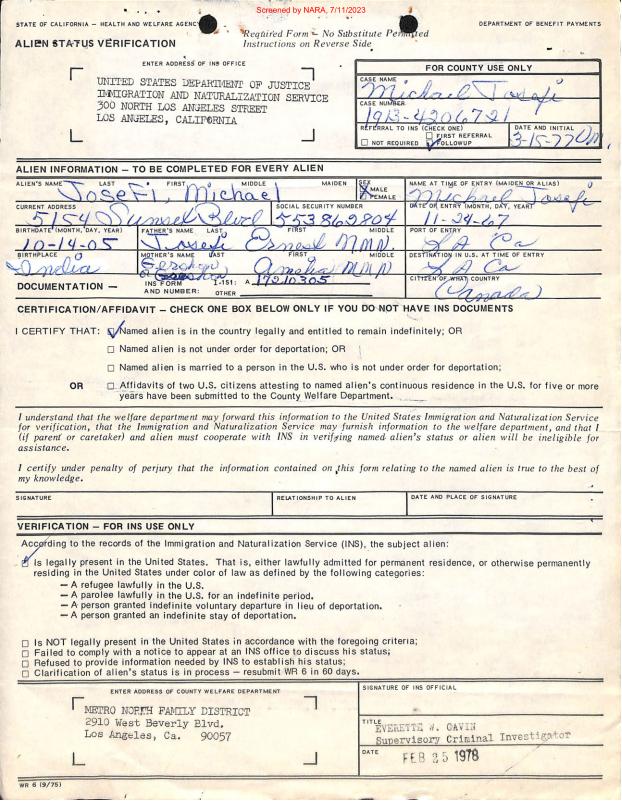 Screened by NARA, 7/11/2023
STATE OF CALIFORNIA – HEALTH AND WELFARE AGENCY
DEPARTMENT OF BENEFIT PAYMENTS
ALIEN STATUS VERIFICATION
Required Form – No Substitute Permitted
Instructions on Reverse Side
ENTER ADDRESS OF INS OFFICE
UNITED STATES DEPARTMENT OF JUSTICE
IMMIGRATION AND NATURALIZATION SERVICE
300 NORTH LOS ANGELES STREET
LOS ANGELES, CALIFORNIA
FOR COUNTY USE ONLY
CASE NAME
Michael Josefi
CASE NUMBER
1913-4206721
REFERRAL TO INS (CHECK ONE)
FIRST REFERRAL
NOT REQUIRED
FOLLOWUP
DATE AND INITIAL
3-15-77
ALIEN INFORMATION – TO BE COMPLETED FOR EVERY ALIEN
ALIEN'S NAME LAST FIRST MIDDLE MAIDEN
Josefi, Michael
SEX
MALE
FEMALE
NAME AT TIME OF ENTRY (MAIDEN OR ALIAS)
Michael Josefi
CURRENT ADDRESS
5154 Sunset Blvd
SOCIAL SECURITY NUMBER
553862804
DATE OF ENTRY (MONTH, DAY, YEAR)
11-24-67
BIRTHDATE (MONTH, DAY, YEAR)
10-14-05
FATHER'S NAME LAST FIRST MIDDLE
Josefi Ernest NMN
PORT OF ENTRY
LA Ca
BIRTHPLACE
India
MOTHER'S NAME LAST FIRST MIDDLE
Gershon Amelia NMN
DESTINATION IN U.S. AT TIME OF ENTRY
LA Ca
DOCUMENTATION –
INS FORM AND NUMBER:
I-151: A 17210305
OTHER
CITIZEN OF WHAT COUNTRY
Canada
CERTIFICATION/AFFIDAVIT – CHECK ONE BOX BELOW ONLY IF YOU DO NOT HAVE INS DOCUMENTS
I CERTIFY THAT: Named alien is in the country legally and entitled to remain indefinitely; OR
Named alien is not under order for deportation; OR
Named alien is married to a person in the U.S. who is not under order for deportation;
OR Affidavits of two U.S. citizens attesting to named alien's continuous residence in the U.S. for five or more
years have been submitted to the County Welfare Department.
I understand that the welfare department may forward this information to the United States Immigration and Naturalization Service
for verification, that the Immigration and Naturalization Service may furnish information to the welfare department, and that I
(if parent or caretaker) and alien must cooperate with INS in verifying named alien's status or alien will be ineligible for
assistance.
I certify under penalty of perjury that the information contained on this form relating to the named alien is true to the best of
my knowledge.
SIGNATURE
RELATIONSHIP TO ALIEN
DATE AND PLACE OF SIGNATURE
VERIFICATION – FOR INS USE ONLY
According to the records of the Immigration and Naturalization Service (INS), the subject alien:
Is legally present in the United States. That is, either lawfully admitted for permanent residence, or otherwise permanently
residing in the United States under color of law as defined by the following categories:
– A refugee lawfully in the U.S.
– A parolee lawfully in the U.S. for an indefinite period.
– A person granted indefinite voluntary departure in lieu of deportation.
– A person granted an indefinite stay of deportation.
Is NOT legally present in the United States in accordance with the foregoing criteria;
Failed to comply with a notice to appear at an INS office to discuss his status;
Refused to provide information needed by INS to establish his status;
Clarification of alien's status is in process – resubmit WR 6 in 60 days.
ENTER ADDRESS OF COUNTY WELFARE DEPARTMENT
METRO NORTH FAMILY DISTRICT
2910 West Beverly Blvd.
Los Angeles, Ca. 90057
SIGNATURE OF INS OFFICIAL
TITLE
EVERETTE W. GAVIN
Supervisory Criminal Investigator
DATE
FEB 25 1978
WR 6 (9/75)